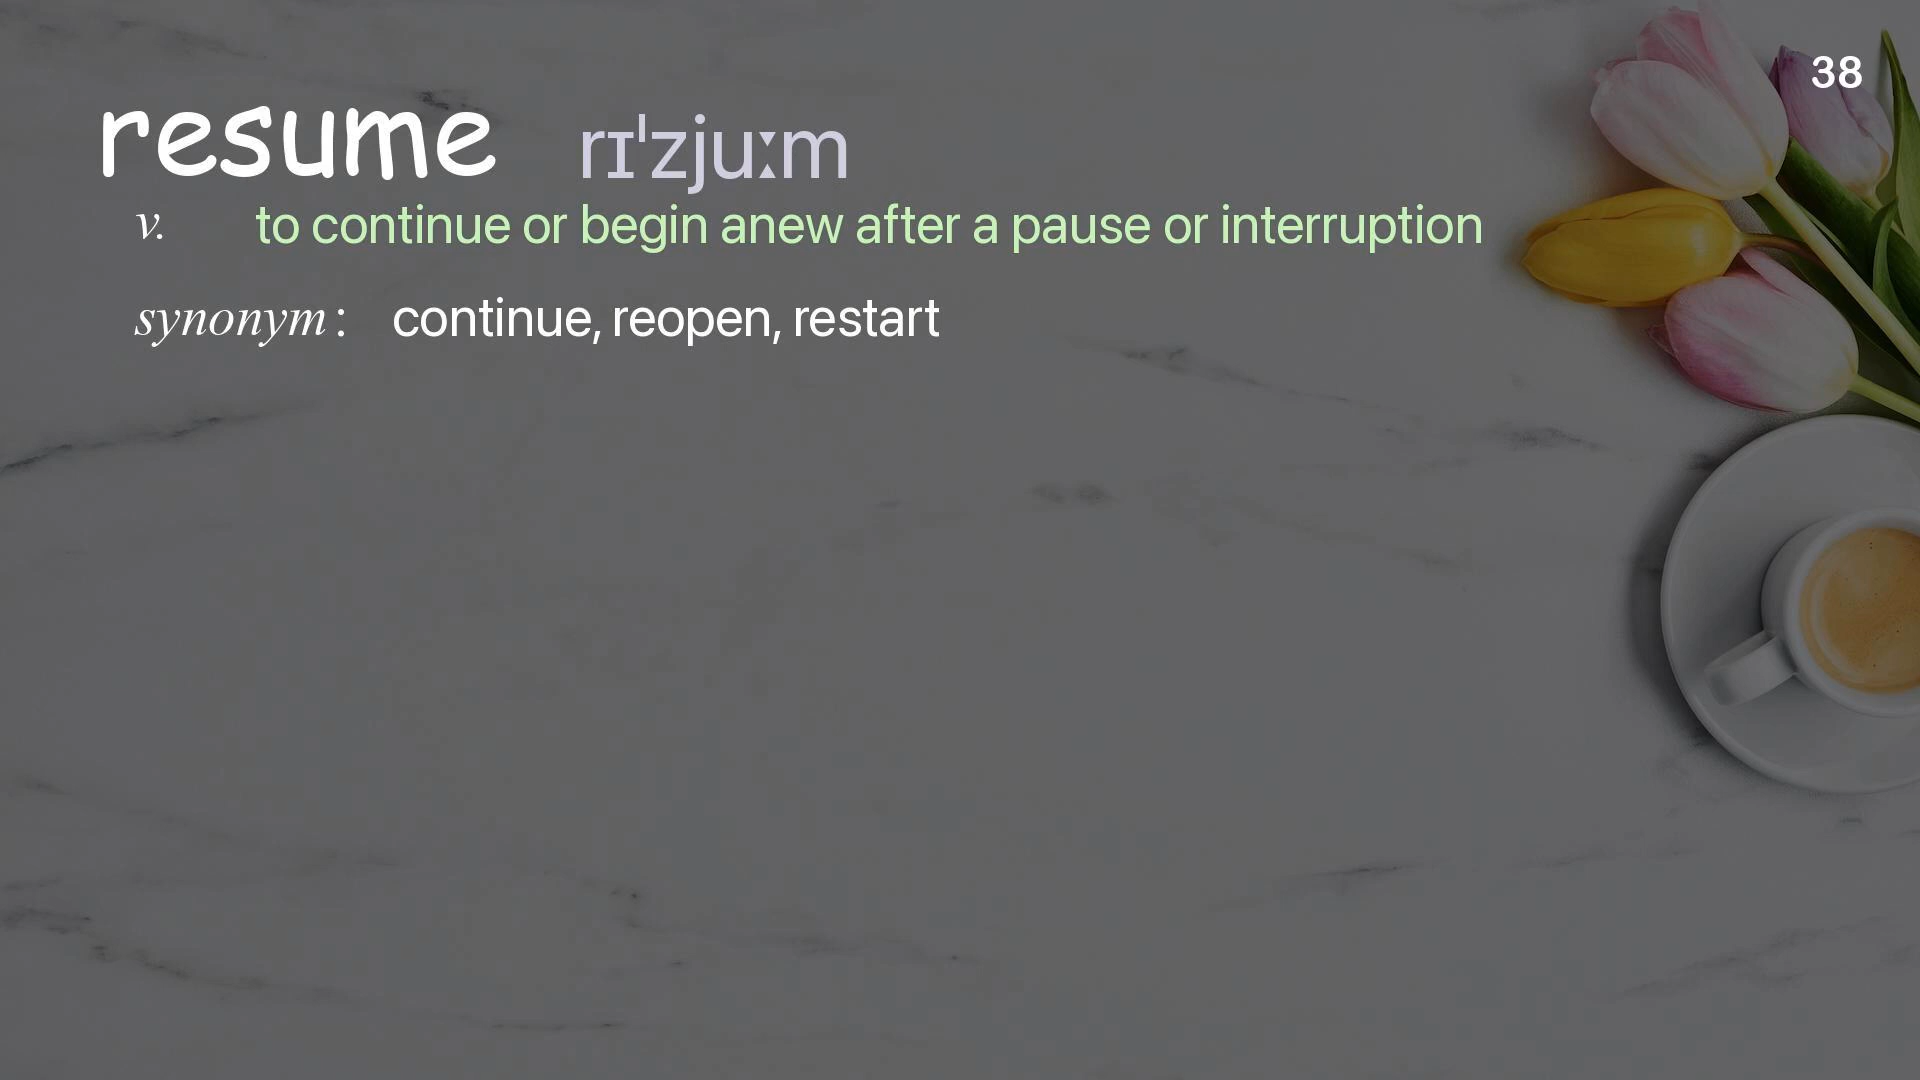 38
resume rɪˈzjuːm
v. to continue or begin anew after a pause or interruption
synonym: continue, reopen, restart